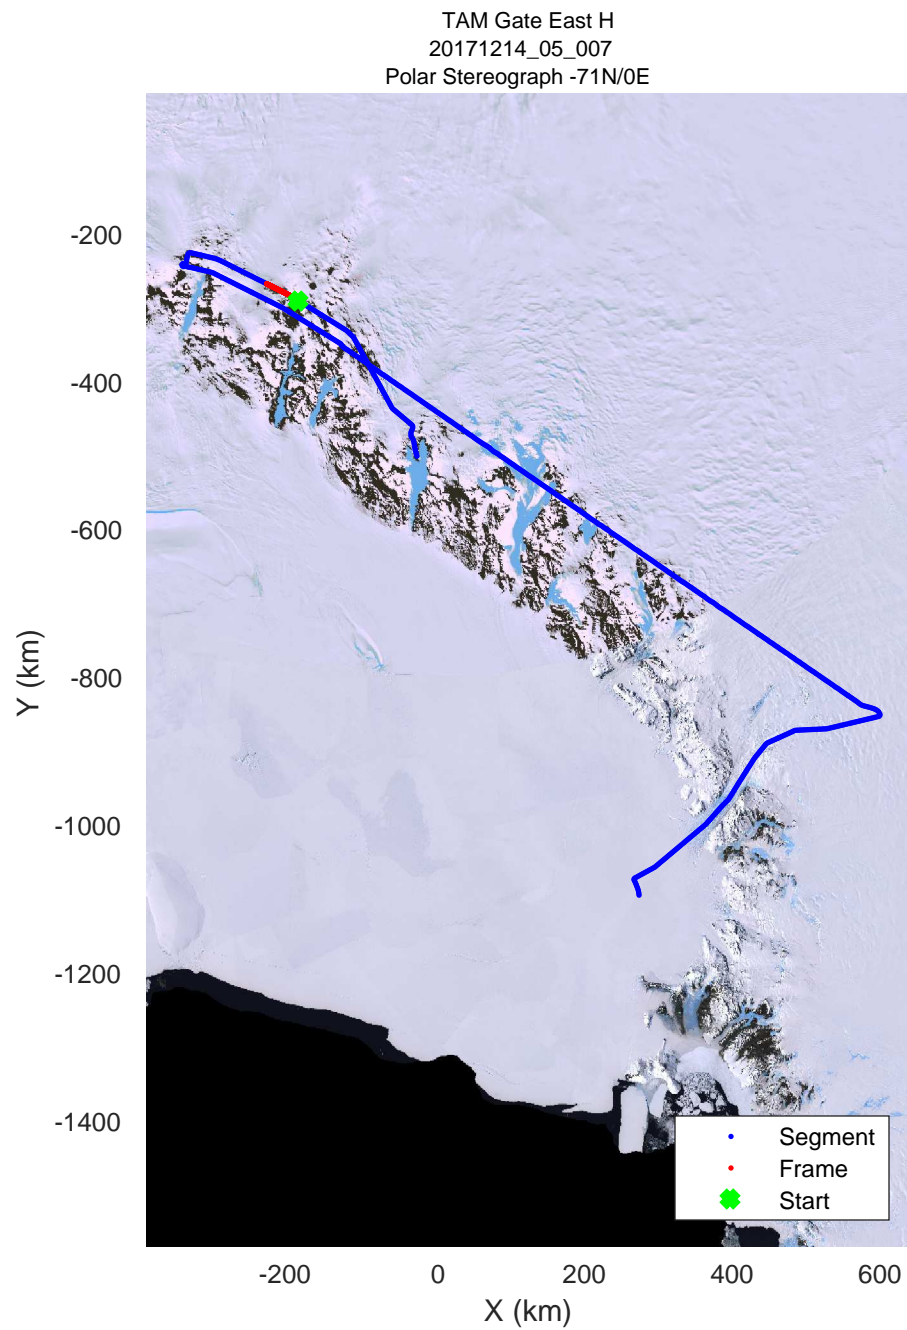 TAM Gate East H
20171214_05_007
Polar Stereograph -71N/0E
-200
-400
-600
-800
-1000
-1200
-1400
Y (km)
-200 0 200 400 600
X (km)
Segment
Frame
Start